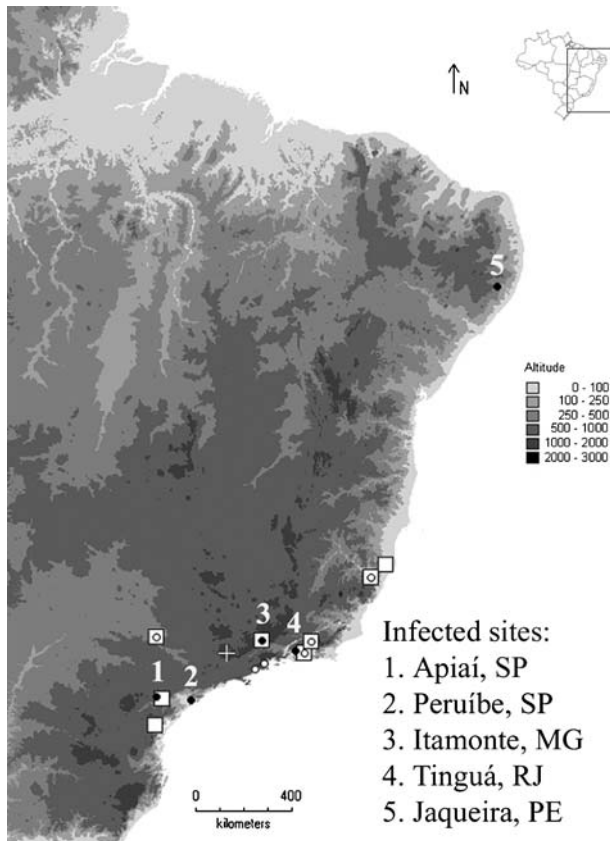 N
5
Altitude
0 - 100
100 - 250
250 - 500
500 - 1000
1000 - 2000
2000 - 3000
3
4
1
2
Infected sites:
1. Apiaí, SP
2. Peruíbe, SP
3. Itamonte, MG
4. Tinguá, RJ
5. Jaqueira, PE
0 400
kilometers